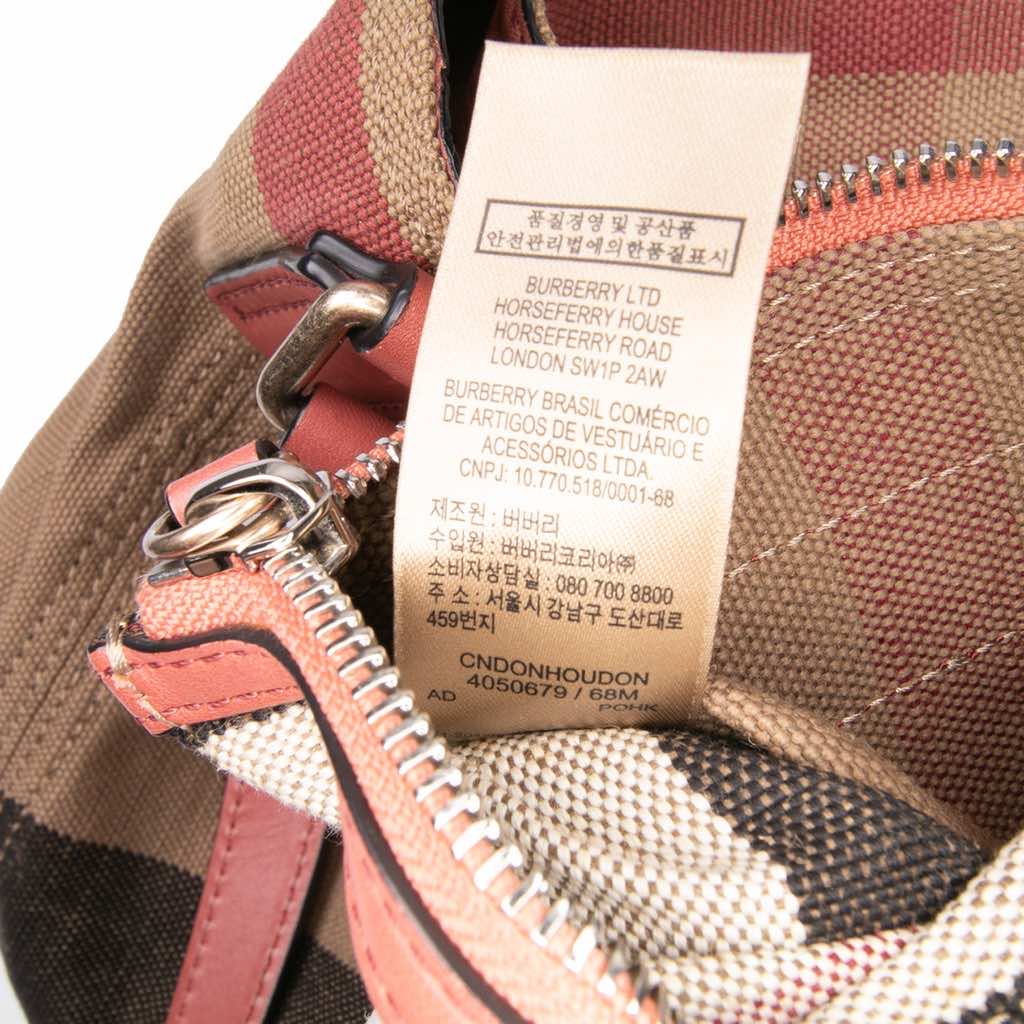 품질경영 및 공산품
안전관리법에의한품질표시
BURBERRY LTD
HORSEFERRY HOUSE
HORSEFERRY ROAD
LONDON SW1P 2AW
BURBERRY BRASIL COMÉRCIO
DE ARTIGOS DE VESTUÁRIO E
ACESSÓRIOS LTDA.
CNPJ: 10.770.518/0001-68
제조원 : 버버리
수입원 : 버버리코리아㈜
소비자상담실 : 080 700 8800
주 소 : 서울시 강남구 도산대로
459번지
CNDONHOUDON
4050679 / 68M
AD POHK